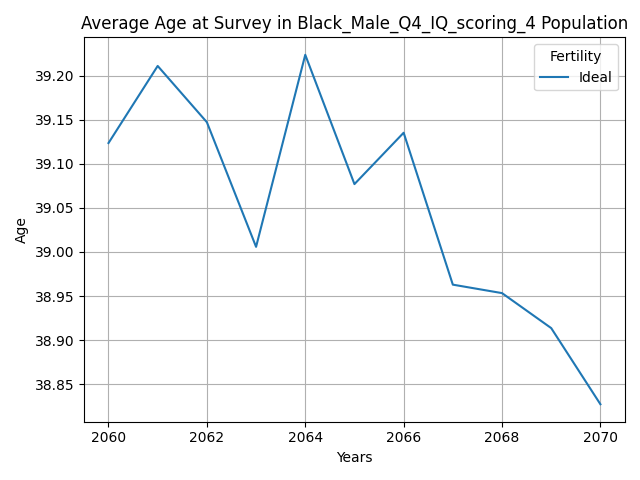 Average Age at Survey in Black_Male_Q4_IQ_scoring_4 Population
Fertility
Ideal
39.20
39.15
39.10
39.05
39.00
38.95
38.90
38.85
Age
2060
2062
2064
2066
2068
2070
Years